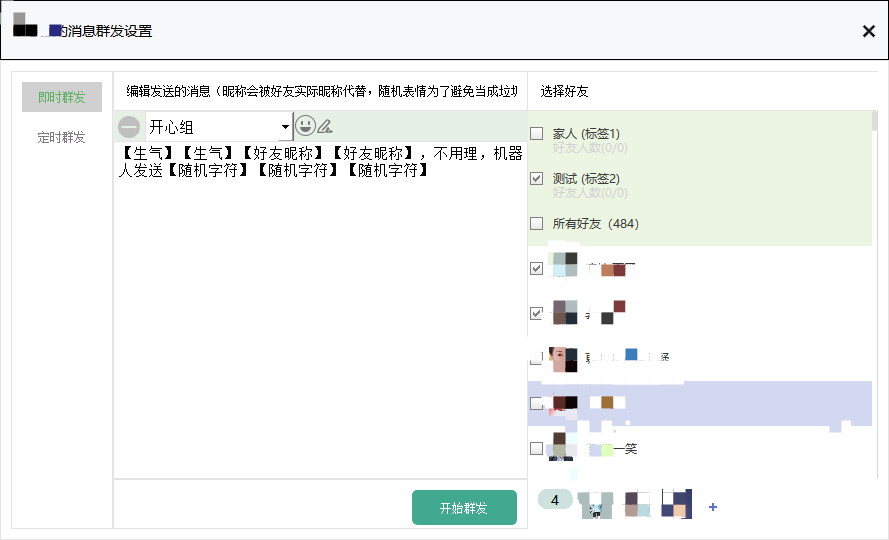 的消息群发设置
即时群发
定时群发
编辑发送的消息（昵称会被好友实际昵称代替，随机表情为了避免当成垃圾
开心组
【生气】【生气】【好友昵称】【好友昵称】，不用理，机器
人发送【随机字符】【随机字符】【随机字符】
开始群发
选择好友
家人 (标签1)
好友人数(0/0)
测试 (标签2)
好友人数(0/0)
所有好友（484）
一笑
4
+